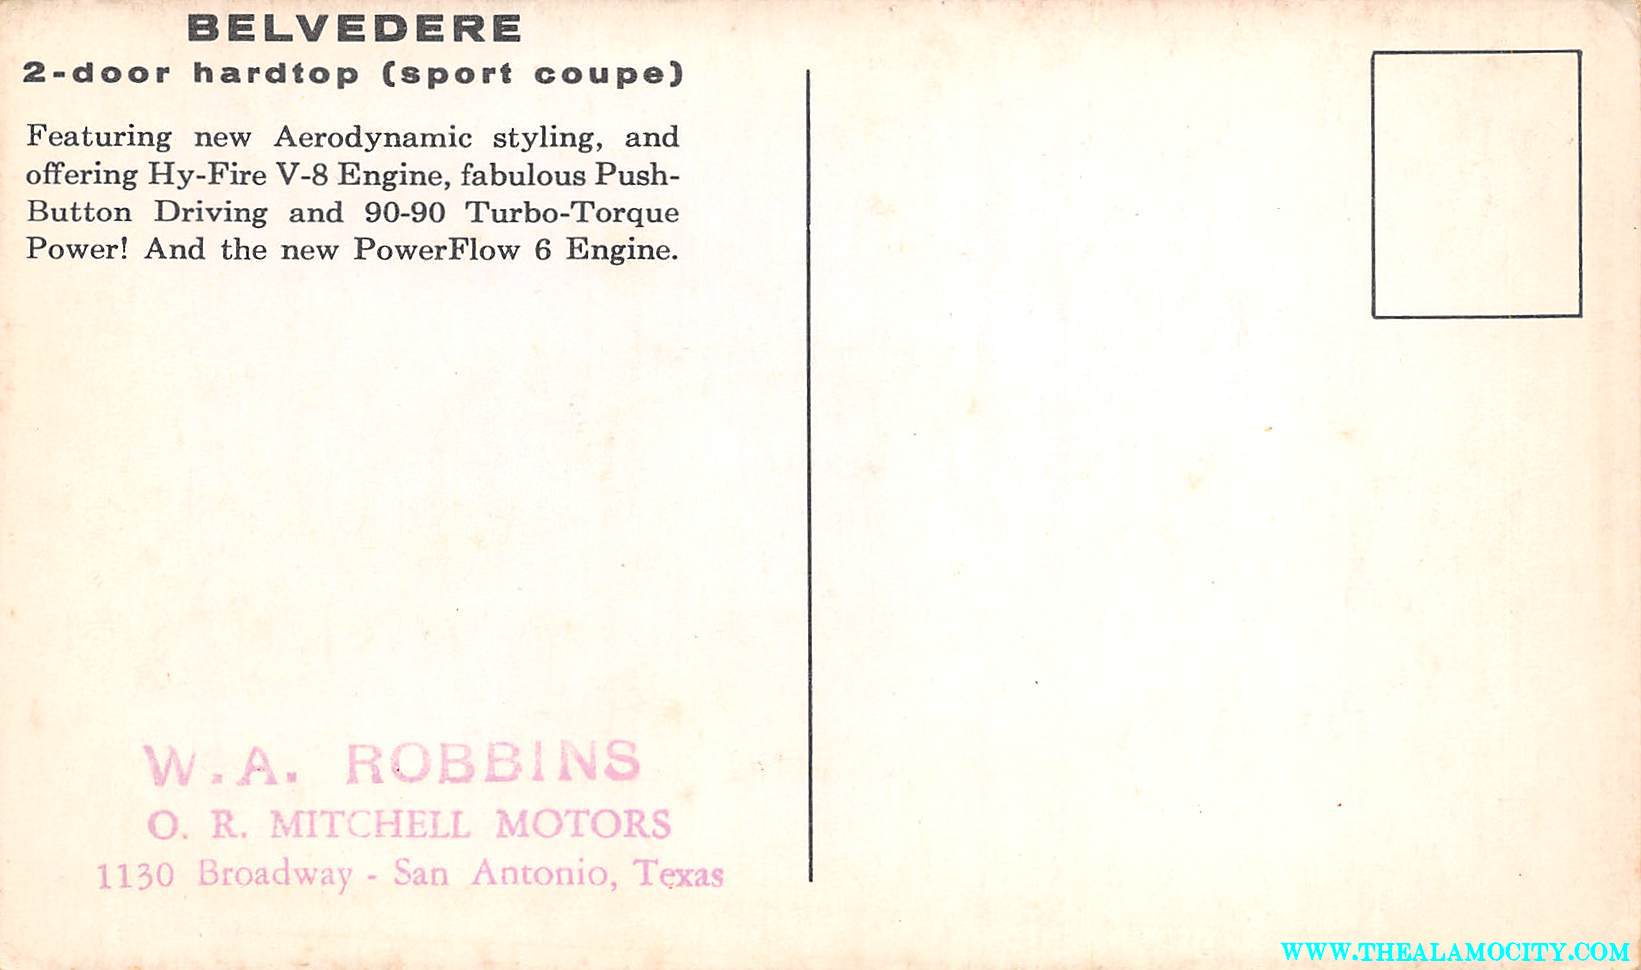 BELVEDERE
2-door hardtop (sport coupe)
Featuring new Aerodynamic styling, and
offering Hy-Fire V-8 Engine, fabulous Push-
Button Driving and 90-90 Turbo-Torque
Power! And the new PowerFlow 6 Engine.
W.A. ROBBINS
O. R. MITCHELL MOTORS
1130 Broadway - San Antonio, Texas
WWW.THEALAMOCITY.COM